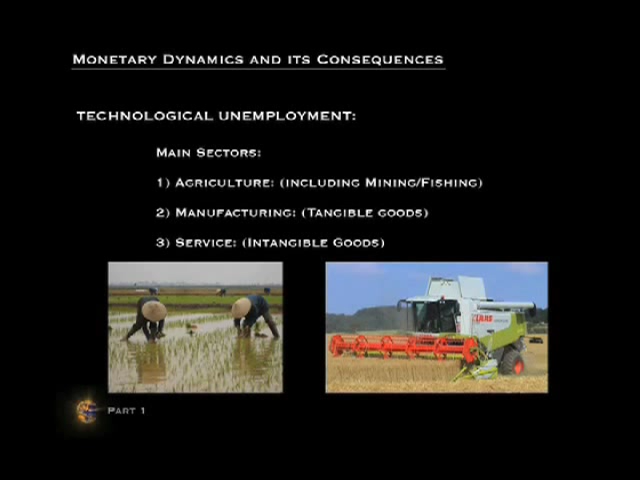 Monetary Dynamics and its Consequences
TECHNOLOGICAL UNEMPLOYMENT:
Main Sectors:
1) Agriculture: (including Mining/Fishing)
2) Manufacturing: (Tangible goods)
3) Service: (Intangible Goods)
CLAAS
Part 1